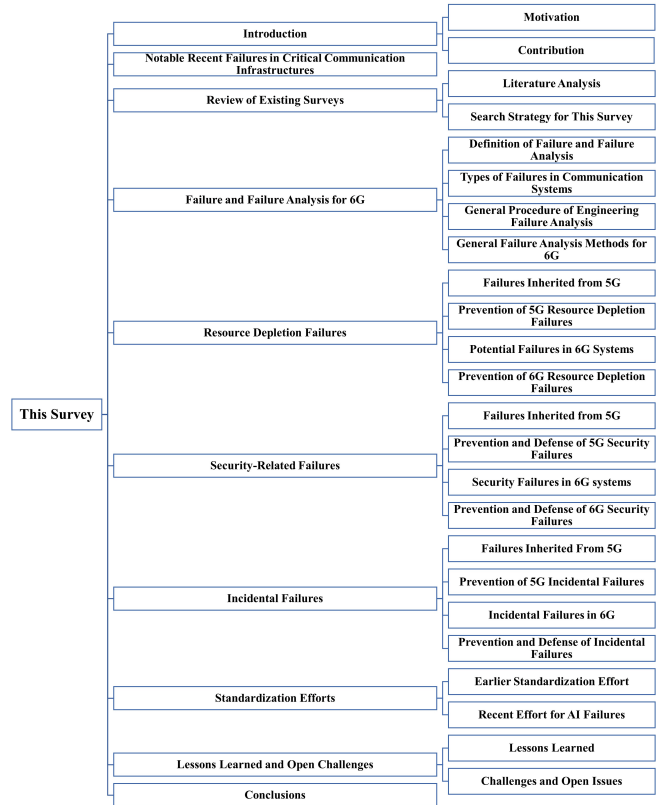 This Survey
Introduction
Motivation
Contribution
Notable Recent Failures in Critical Communication
Infrastructures
Review of Existing Surveys
Literature Analysis
Search Strategy for This Survey
Failure and Failure Analysis for 6G
Definition of Failure and Failure
Analysis
Types of Failures in Communication
Systems
General Procedure of Engineering
Failure Analysis
General Failure Analysis Methods for
6G
Resource Depletion Failures
Failures Inherited from 5G
Prevention of 5G Resource Depletion
Failures
Potential Failures in 6G Systems
Prevention of 6G Resource Depletion
Failures
Security-Related Failures
Failures Inherited from 5G
Prevention and Defense of 5G Security
Failures
Security Failures in 6G systems
Prevention and Defense of 6G Security
Failures
Incidental Failures
Failures Inherited From 5G
Prevention of 5G Incidental Failures
Incidental Failures in 6G
Prevention and Defense of Incidental
Failures
Standardization Efforts
Earlier Standardization Effort
Recent Effort for AI Failures
Lessons Learned and Open Challenges
Lessons Learned
Challenges and Open Issues
Conclusions